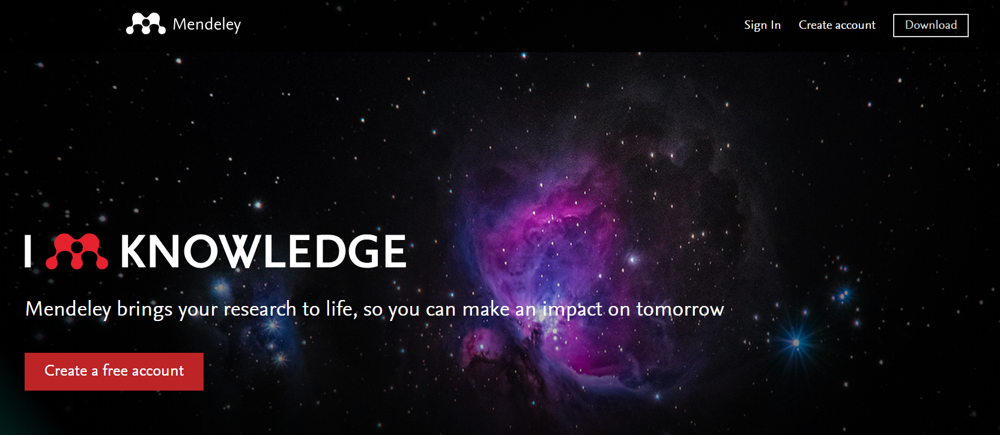 Mendeley
Sign In
Create account
Download
I KNOWLEDGE
Mendeley brings your research to life, so you can make an impact on tomorrow
Create a free account